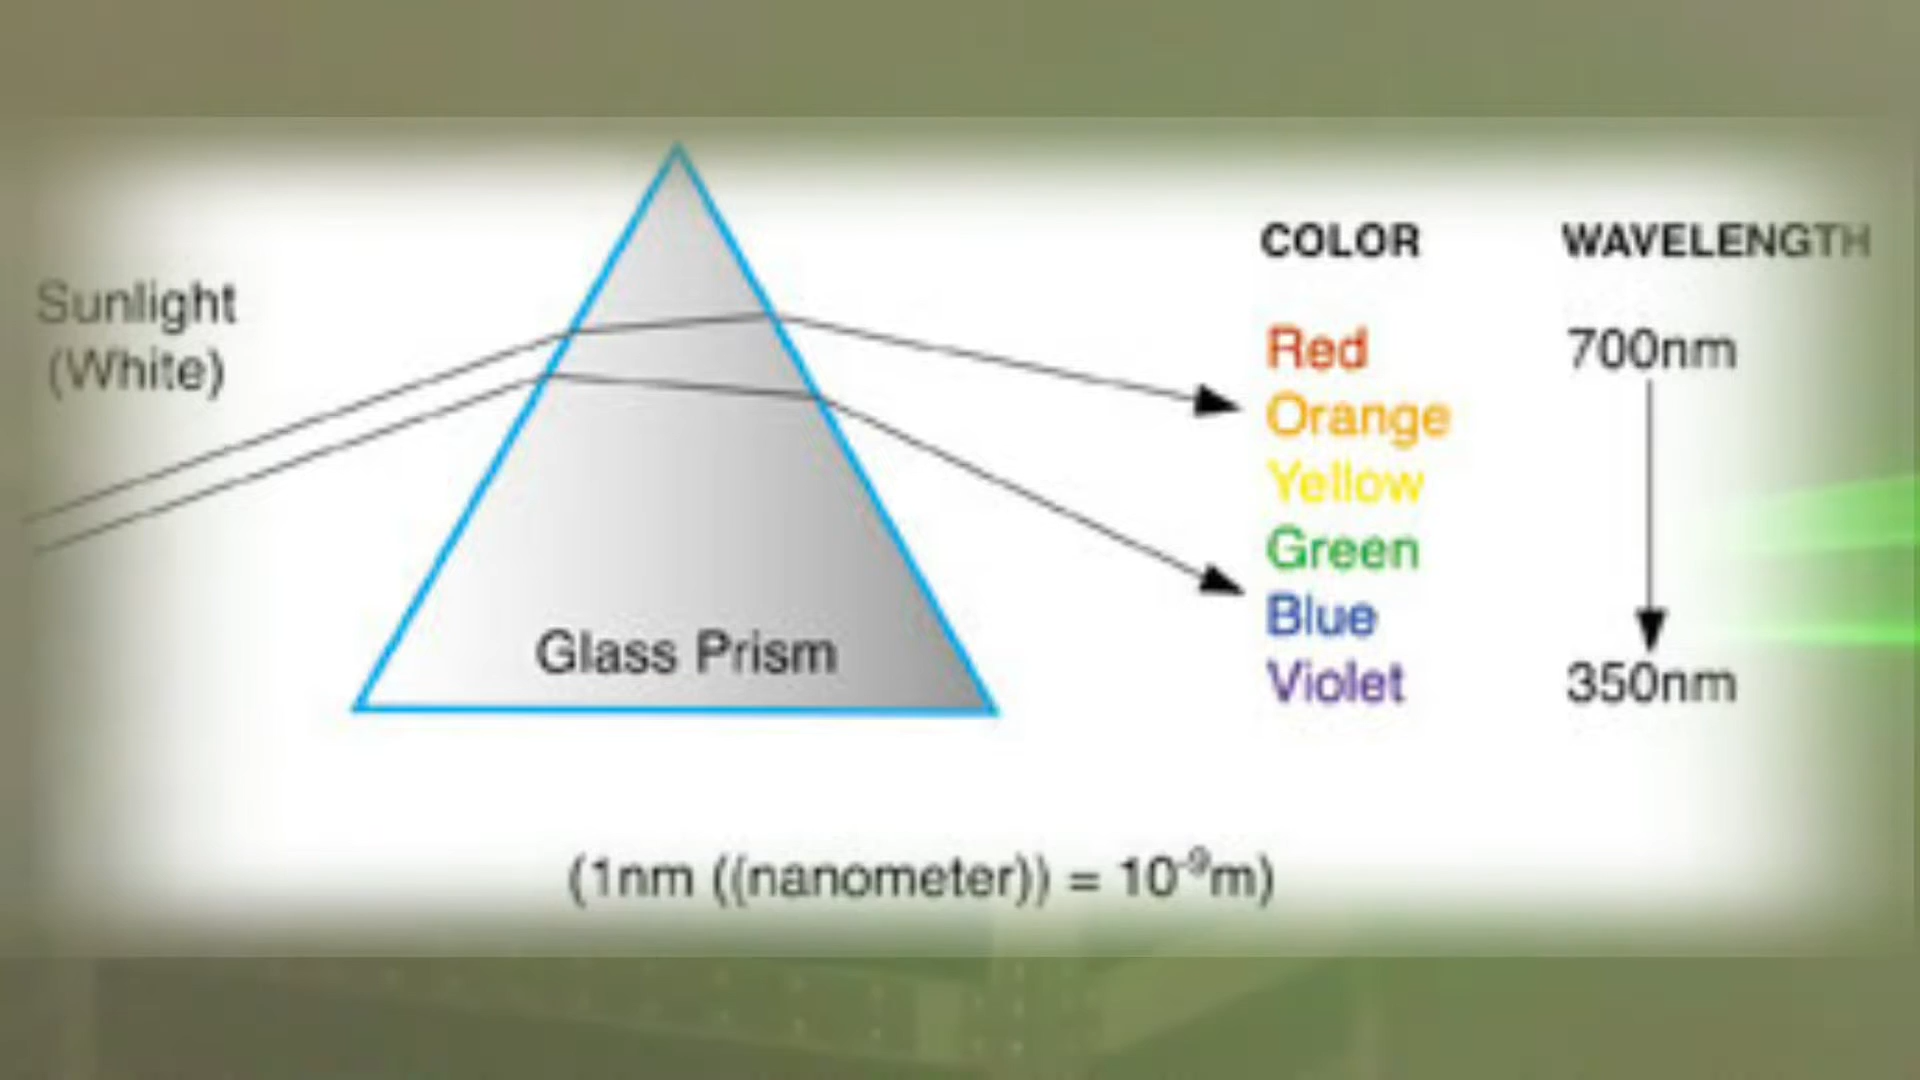 Sunlight
(White)
Glass Prism
COLOR
Red
Orange
Yellow
Green
Blue
Violet
WAVELENGTH
700nm
350nm
(1nm ((nanometer)) = 10⁻⁹m)